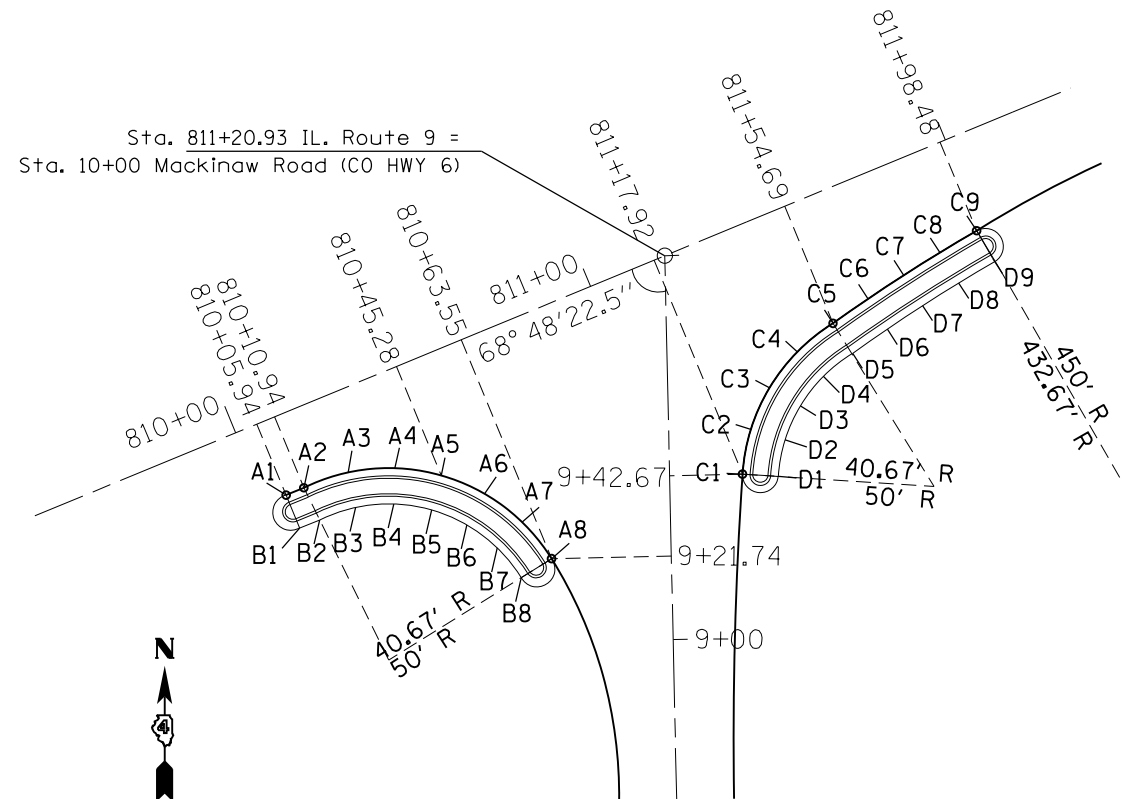 Sta. 811+20.93 IL. Route 9 =
Sta. 10+00 Mackinaw Road (CO HWY 6)
811+98.48
811+54.69
811+17.92
810+63.55
810+45.28
810+10.94
810+05.94
811+00
810+00
68° 48'22.5"
C9
C8
C7
C6
C5
C4
C3
C2
C1
D9
D8
D7
D6
D5
D4
D3
D2
D1
450' R
432.67' R
40.67' R
50' R
9+42.67
9+21.74
9+00
A1
A2
A3
A4
A5
A6
A7
A8
B1
B2
B3
B4
B5
B6
B7
B8
40.67' R
50' R
N
4